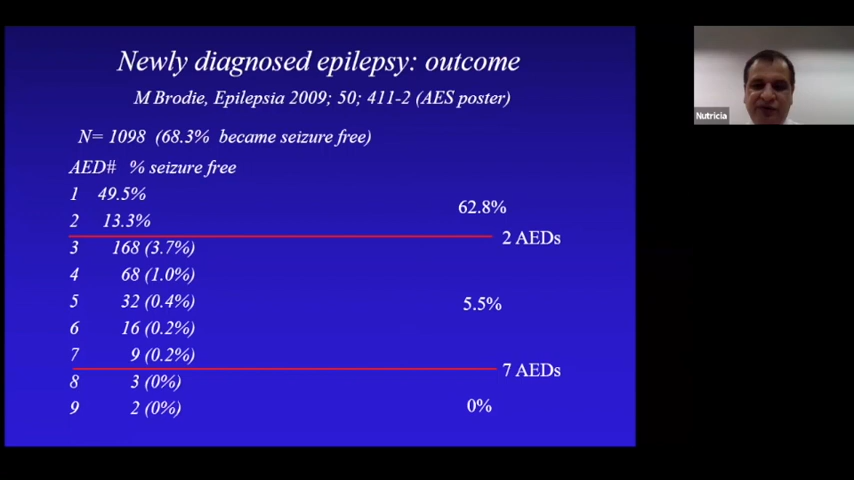 Newly diagnosed epilepsy: outcome
M Brodie, Epilepsia 2009; 50; 411-2 (AES poster)
N= 1098 (68.3% became seizure free)
AED# % seizure free
1 49.5%
2 13.3%
62.8%
2 AEDs
3 168 (3.7%)
4 68 (1.0%)
5 32 (0.4%)
5.5%
6 16 (0.2%)
7 9 (0.2%)
7 AEDs
8 3 (0%)
9 2 (0%)
0%
Nutricia